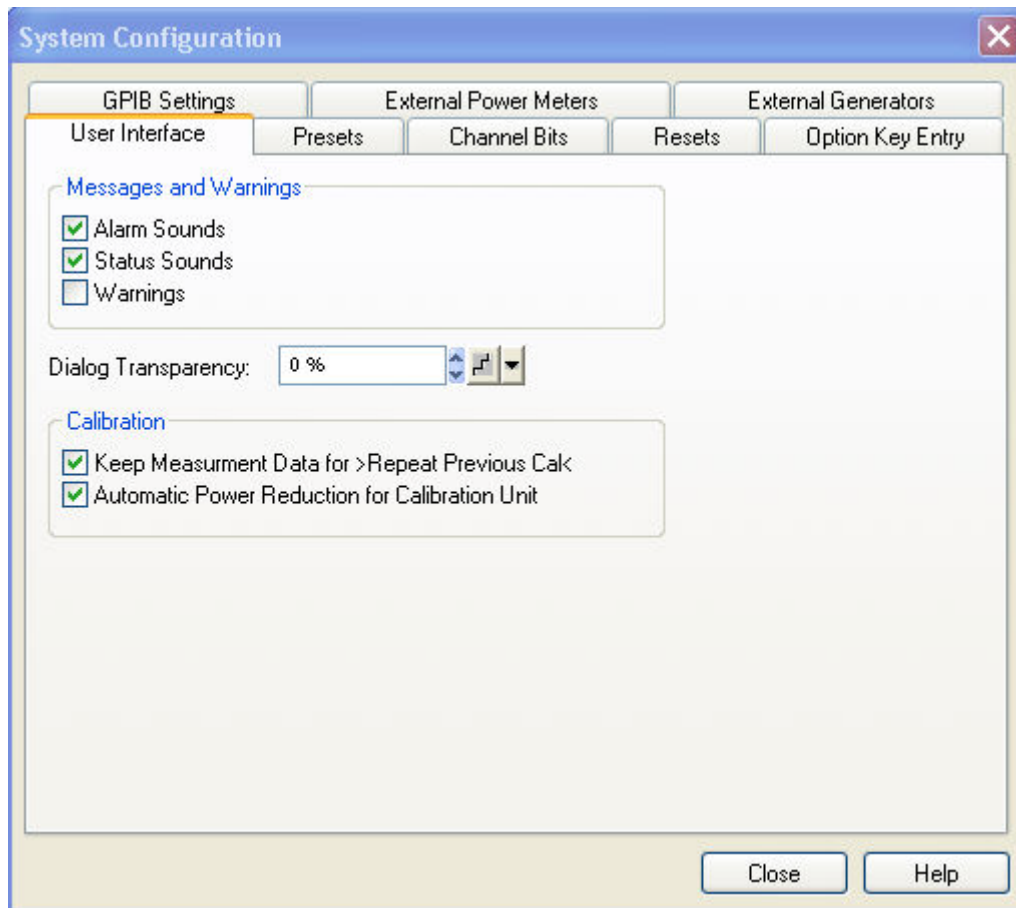 System Configuration
GPIB Settings External Power Meters External Generators
User Interface Presets Channel Bits Resets Option Key Entry
Messages and Warnings
Alarm Sounds
Status Sounds
Warnings
Dialog Transparency: 0 %
Calibration
Keep Measurment Data for >Repeat Previous Cal<
Automatic Power Reduction for Calibration Unit
Close Help